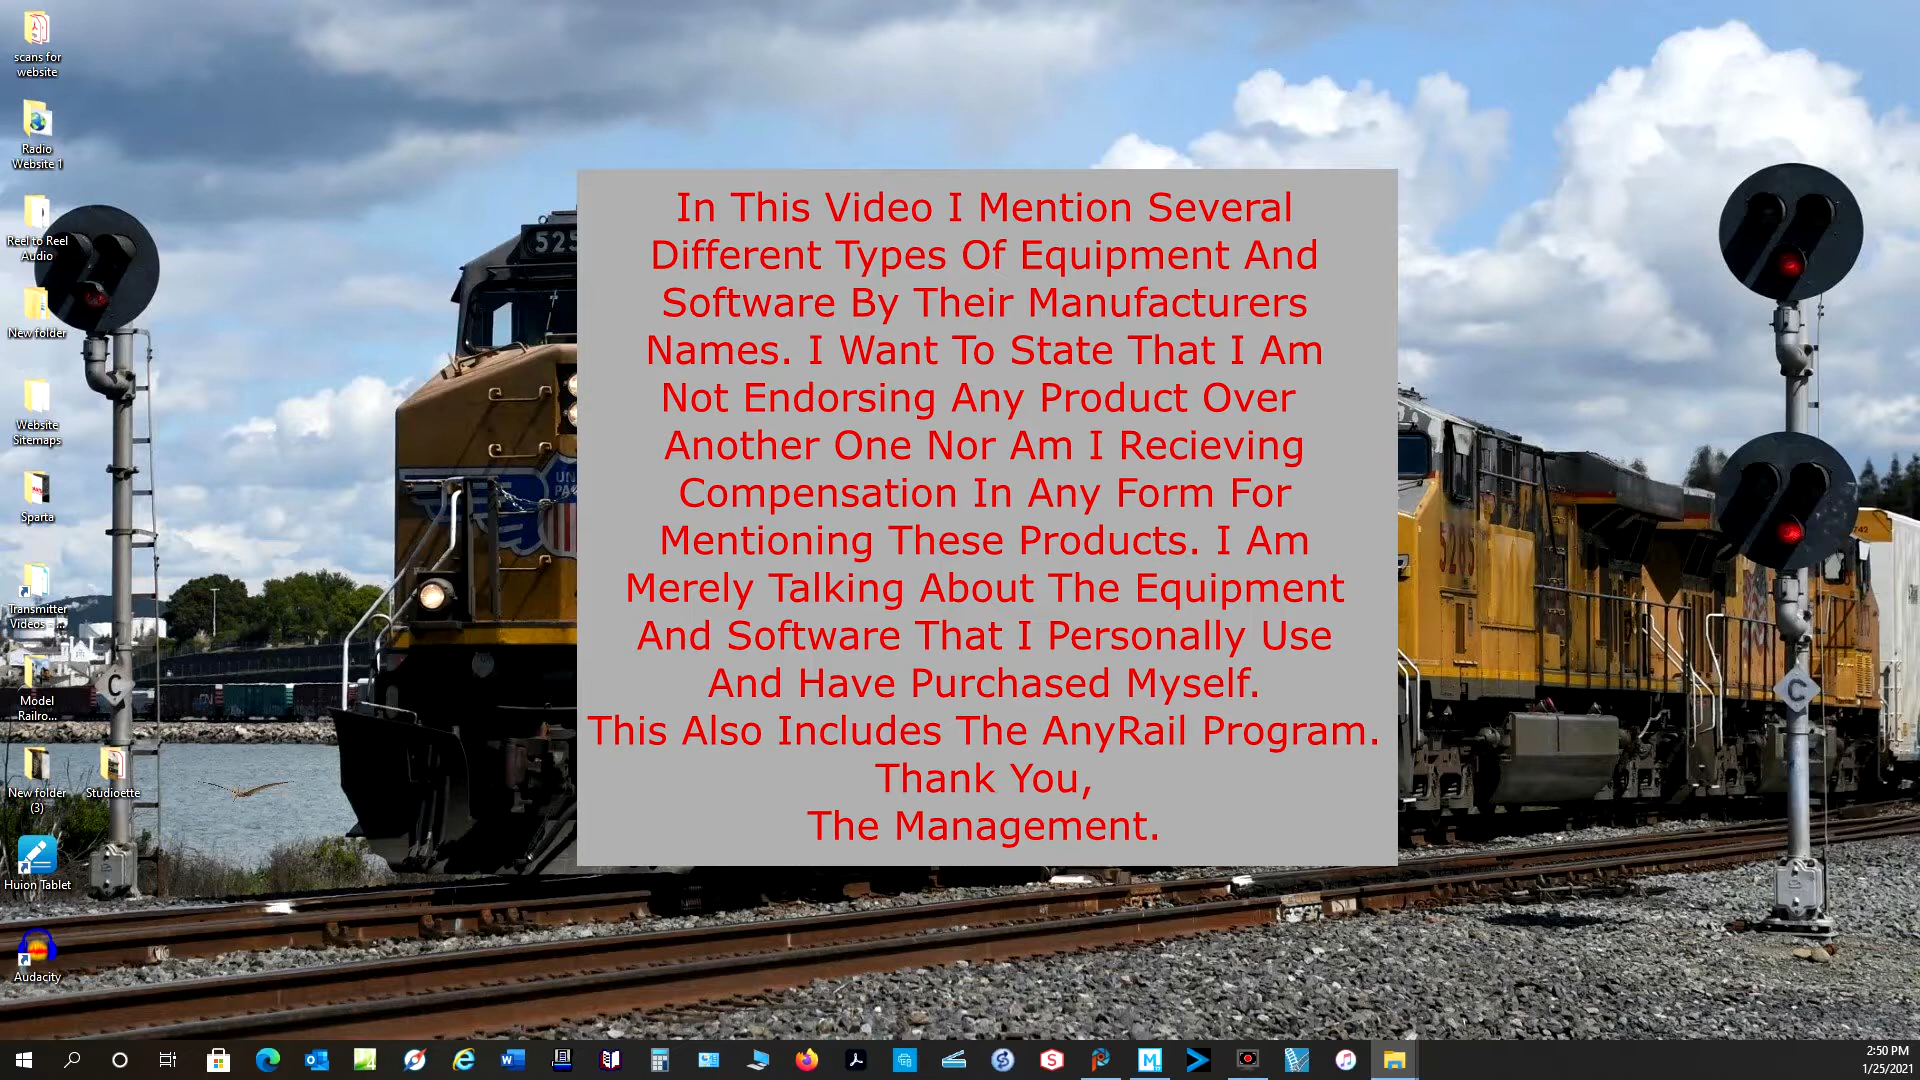 scans for
website
Radio
Website 1
Reel to Reel
Audio
New folder
Website
Sitemaps
Sparta
Transmitter
Videos - ...
Model
Railro...
New folder
(3)
Studioette
Huion Tablet
Audacity
525
C
In This Video I Mention Several
Different Types Of Equipment And
Software By Their Manufacturers
Names. I Want To State That I Am
Not Endorsing Any Product Over
Another One Nor Am I Recieving
Compensation In Any Form For
Mentioning These Products. I Am
Merely Talking About The Equipment
And Software That I Personally Use
And Have Purchased Myself.
This Also Includes The AnyRail Program.
Thank You,
The Management.
UN
PAC
742
C
2:50 PM
1/25/2021